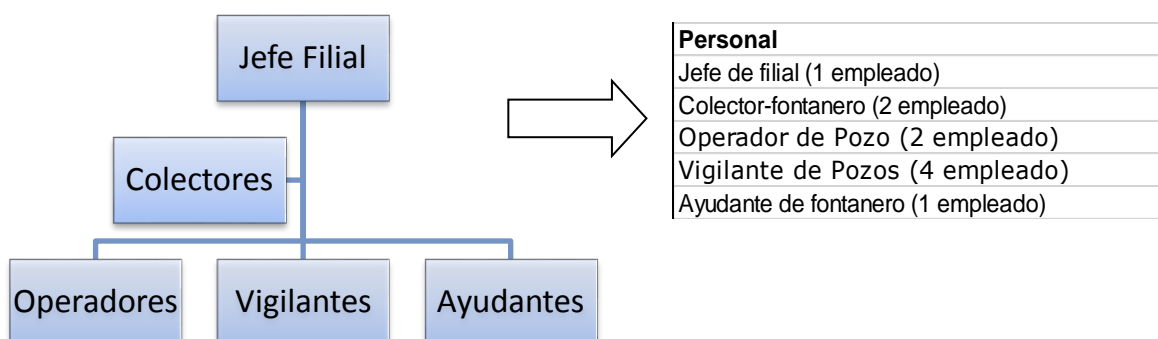 Jefe Filial
Colectores
Operadores
Vigilantes
Ayudantes
Personal
Jefe de filial (1 empleado)
Colector-fontanero (2 empleado)
Operador de Pozo (2 empleado)
Vigilante de Pozos (4 empleado)
Ayudante de fontanero (1 empleado)